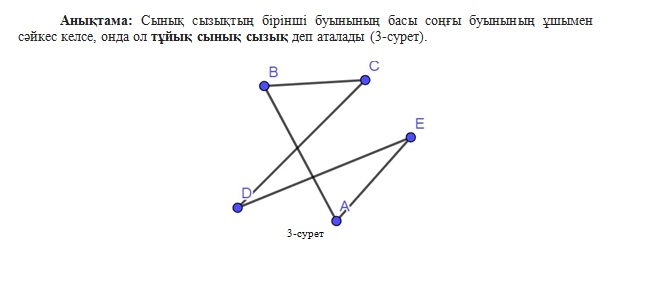 Анықтама: Сынық сызықтың бірінші буынының басы соңғы буынының ұшымен
сәйкес келсе, онда ол тұйық сынық сызық деп аталады (3-сурет).
B
C
E
D
A
3-сурет